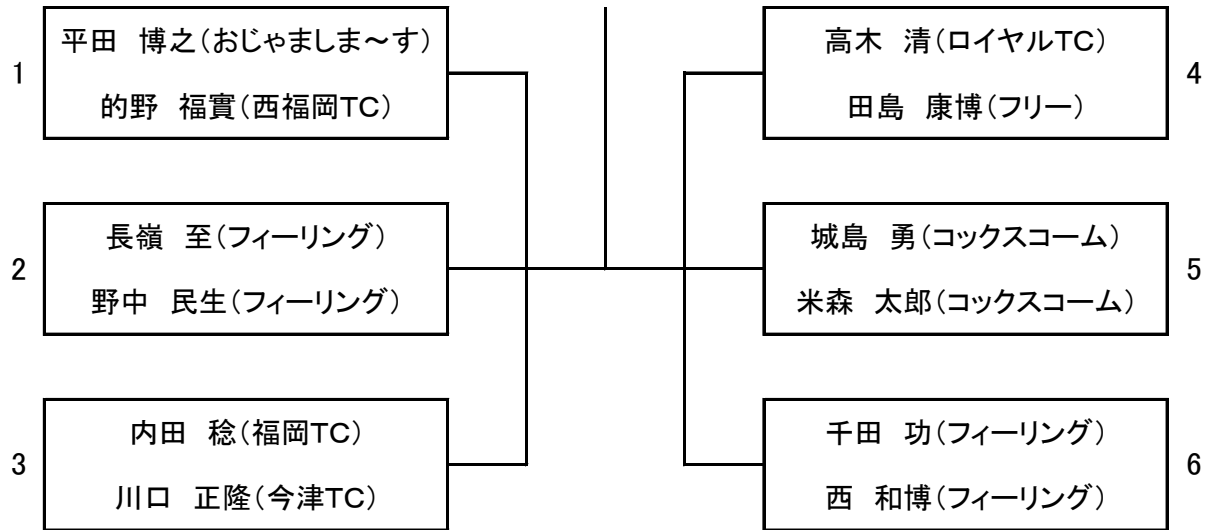 1
平田　博之(おじゃましま～す)
的野　福實(西福岡TC)
2
長嶺　至(フィーリング)
野中　民生(フィーリング)
3
内田　稔(福岡TC)
川口　正隆(今津TC)
高木　清(ロイヤルTC)
田島　康博(フリー)
4
城島　勇(コックスコーム)
米森　太郎(コックスコーム)
5
千田　功(フィーリング)
西　和博(フィーリング)
6